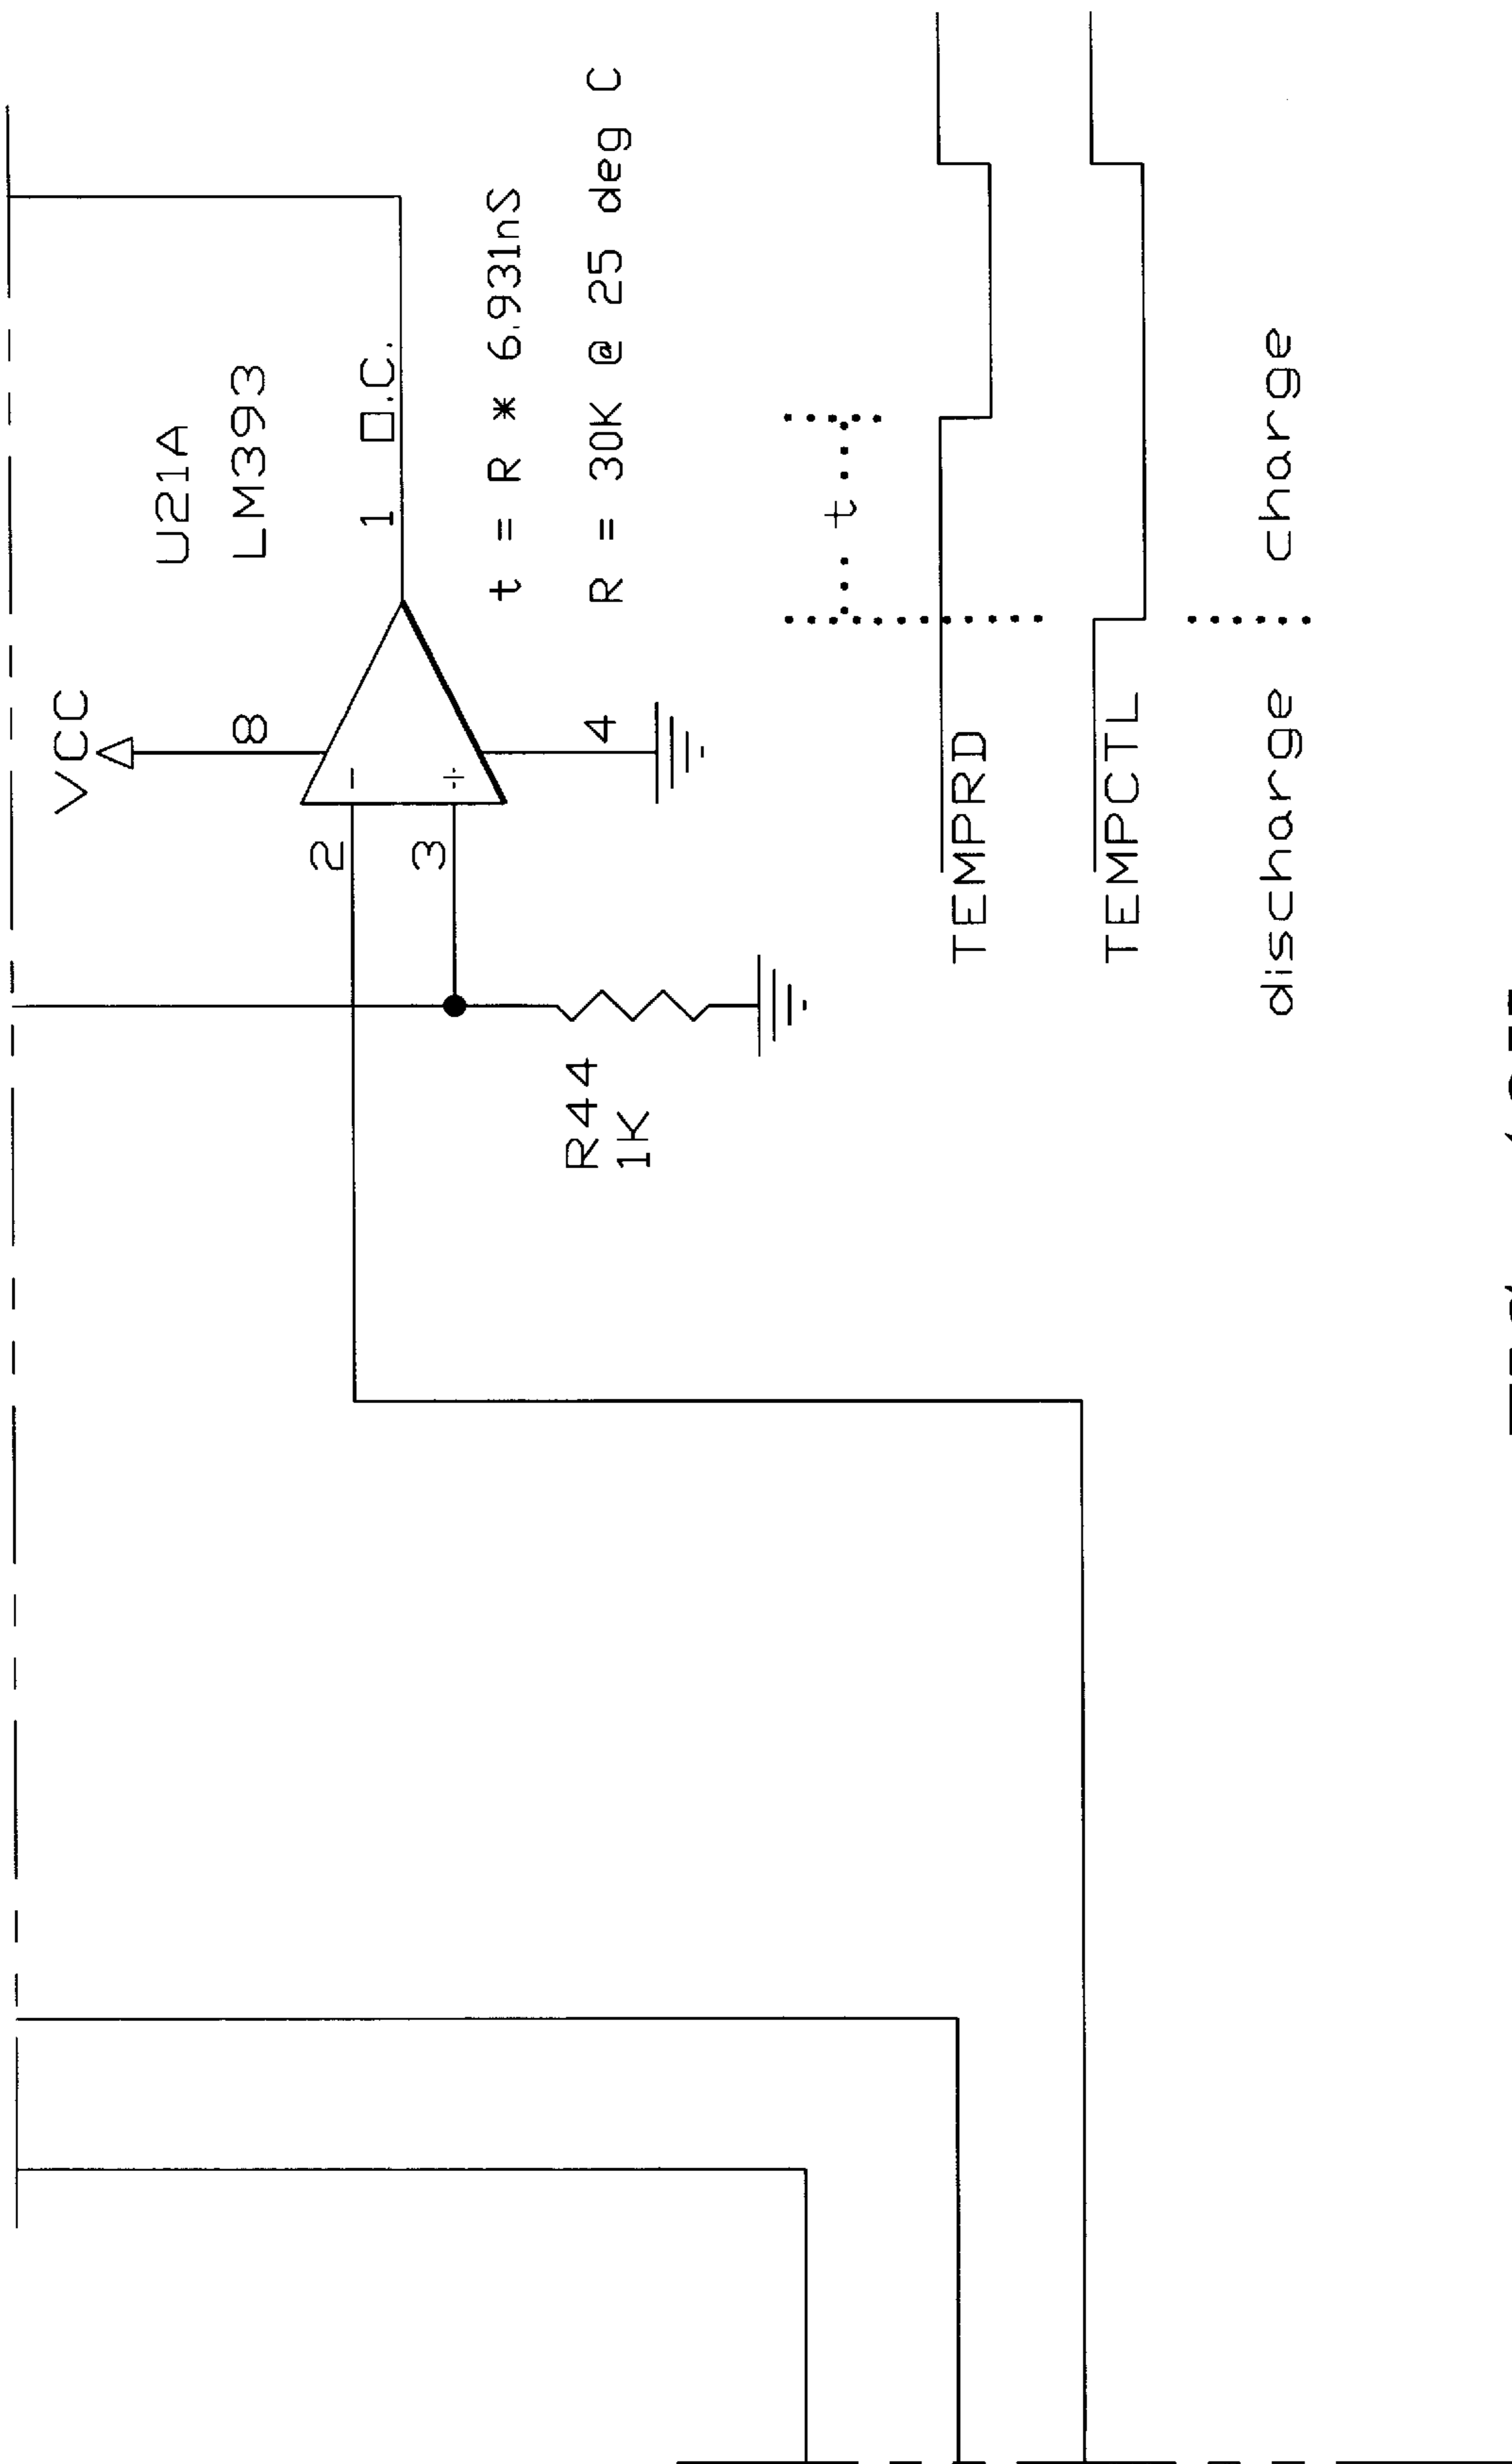 VCC
U21A
LM393
8
2
3
-
+
1 O.C.
4
R44
1K
t = R * 6.931nS
R = 30K @ 25 deg C
t
TEMPRD
TEMPCTL
discharge
charge